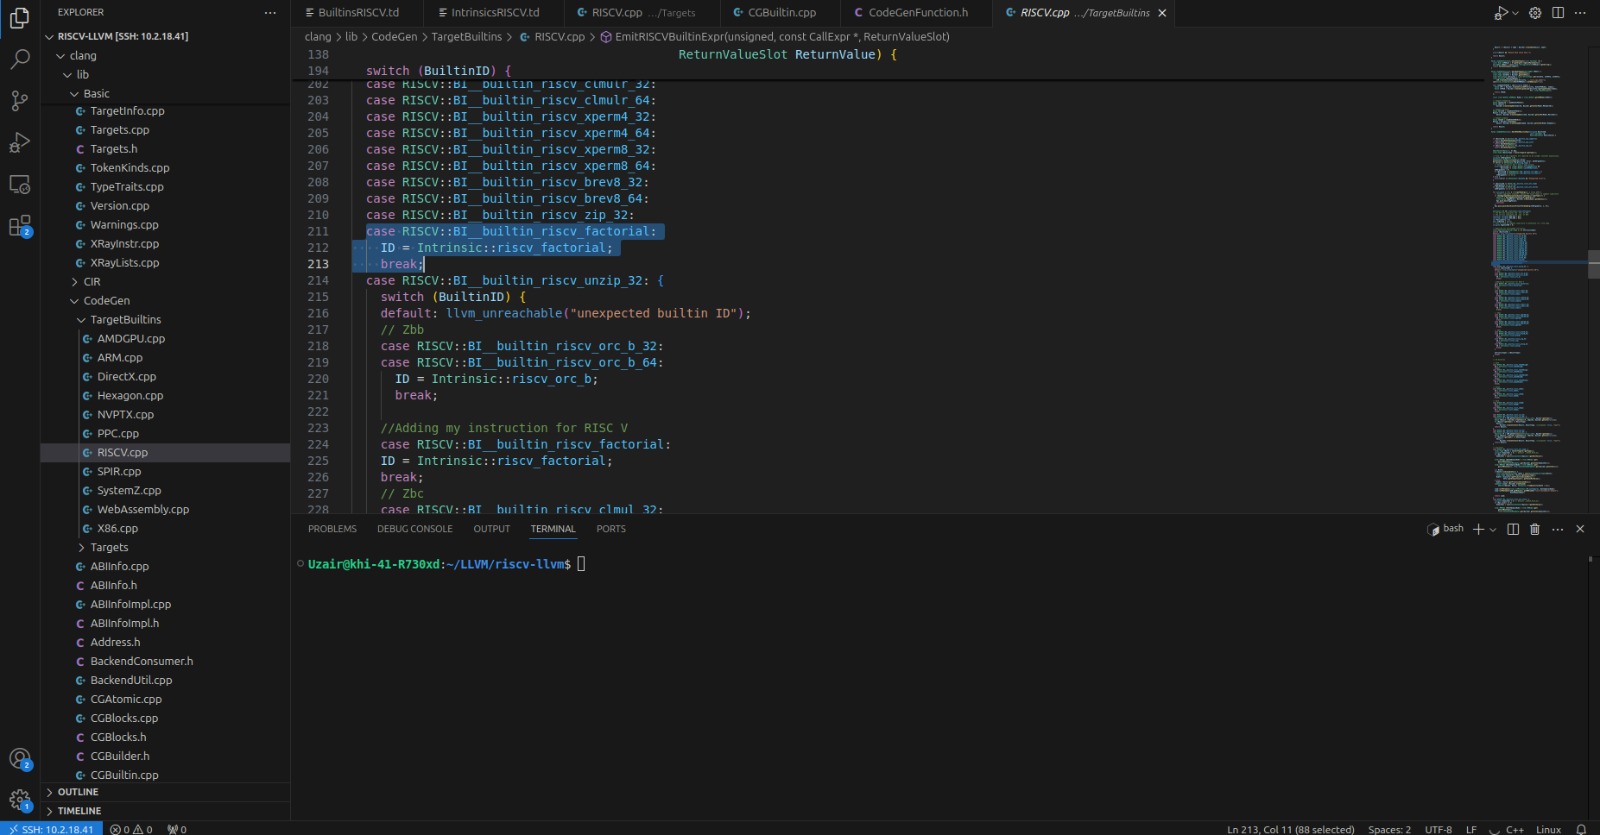 EXPLORER
BuiltinsRISCV.td
IntrinsicsRISCV.td
RISCV.cpp .../Targets
CGBuiltin.cpp
CodeGenFunction.h
RISCV.cpp .../TargetBuiltins
RISCV-LLVM [SSH: 10.2.18.41]
clang
lib
Basic
TargetInfo.cpp
Targets.cpp
Targets.h
TokenKinds.cpp
TypeTraits.cpp
Version.cpp
Warnings.cpp
XRayInstr.cpp
XRayLists.cpp
CIR
CodeGen
TargetBuiltins
AMDGPU.cpp
ARM.cpp
DirectX.cpp
Hexagon.cpp
NVPTX.cpp
PPC.cpp
RISCV.cpp
SPIR.cpp
SystemZ.cpp
WebAssembly.cpp
X86.cpp
Targets
ABIInfo.cpp
ABIInfo.h
ABIInfoImpl.cpp
ABIInfoImpl.h
Address.h
BackendConsumer.h
BackendUtil.cpp
CGAtomic.cpp
CGBlocks.cpp
CGBlocks.h
CGBuilder.h
CGBuiltin.cpp
OUTLINE
TIMELINE
clang > lib > CodeGen > TargetBuiltins > RISCV.cpp > EmitRISCVBuiltinExpr(unsigned, const CallExpr *, ReturnValueSlot)
138 ReturnValueSlot ReturnValue) {
194 switch (BuiltinID) {
202 case RISCV::BI__builtin_riscv_clmulr_32:
203 case RISCV::BI__builtin_riscv_clmulr_64:
204 case RISCV::BI__builtin_riscv_xperm4_32:
205 case RISCV::BI__builtin_riscv_xperm4_64:
206 case RISCV::BI__builtin_riscv_xperm8_32:
207 case RISCV::BI__builtin_riscv_xperm8_64:
208 case RISCV::BI__builtin_riscv_brev8_32:
209 case RISCV::BI__builtin_riscv_brev8_64:
210 case RISCV::BI__builtin_riscv_zip_32:
211 case RISCV::BI__builtin_riscv_factorial:
212 ID = Intrinsic::riscv_factorial;
213 break;
214 case RISCV::BI__builtin_riscv_unzip_32: {
215 switch (BuiltinID) {
216 default: llvm_unreachable("unexpected builtin ID");
217 // Zbb
218 case RISCV::BI__builtin_riscv_orc_b_32:
219 case RISCV::BI__builtin_riscv_orc_b_64:
220 ID = Intrinsic::riscv_orc_b;
221 break;
222
223 //Adding my instruction for RISC V
224 case RISCV::BI__builtin_riscv_factorial:
225 ID = Intrinsic::riscv_factorial;
226 break;
227 // Zbc
228 case RISCV::BI__builtin_riscv_clmul_32:
PROBLEMS DEBUG CONSOLE OUTPUT TERMINAL PORTS
bash
Uzair@khi-41-R730xd:~/LLVM/riscv-llvm$
2
2
1
SSH: 10.2.18.41
0 0
0
Ln 213, Col 11 (88 selected)
Spaces: 2
UTF-8
LF
C++
Linux